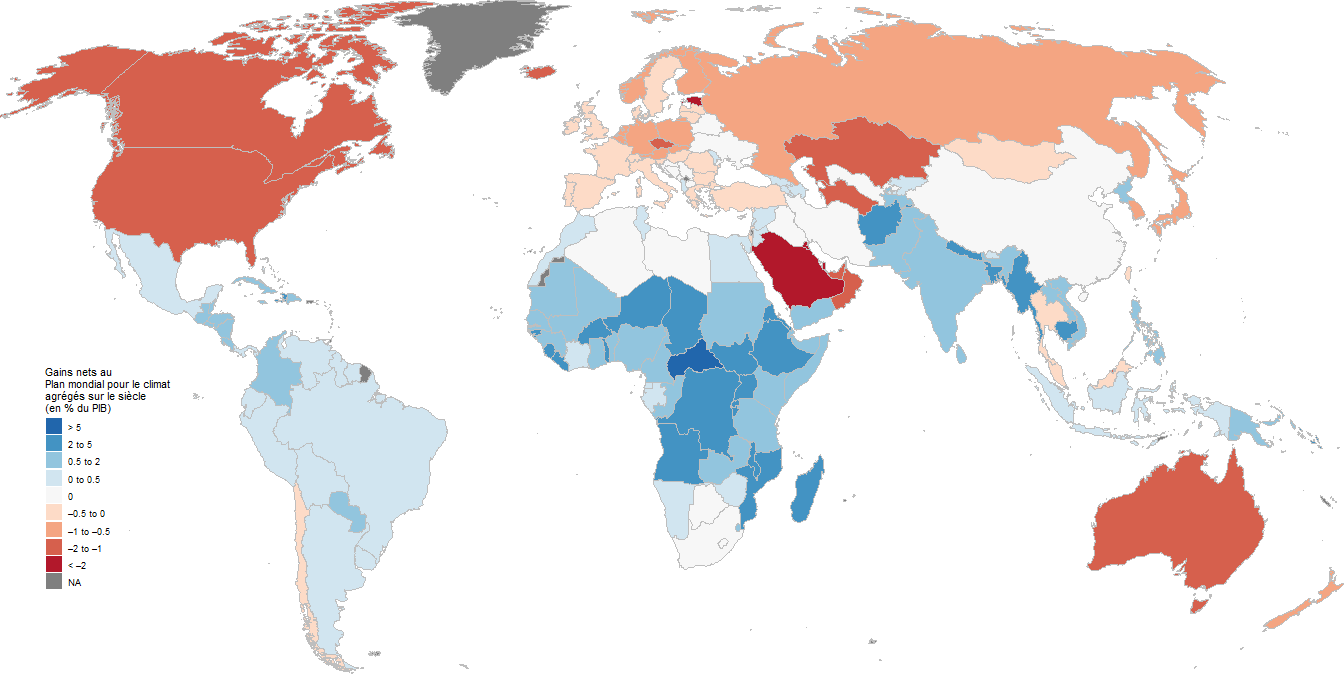 Gains nets au
Plan mondial pour le climat
agrégés sur le siècle
(en % du PIB)
> 5
2 to 5
0.5 to 2
0 to 0.5
0
–0.5 to 0
–1 to –0.5
–2 to –1
< –2
NA